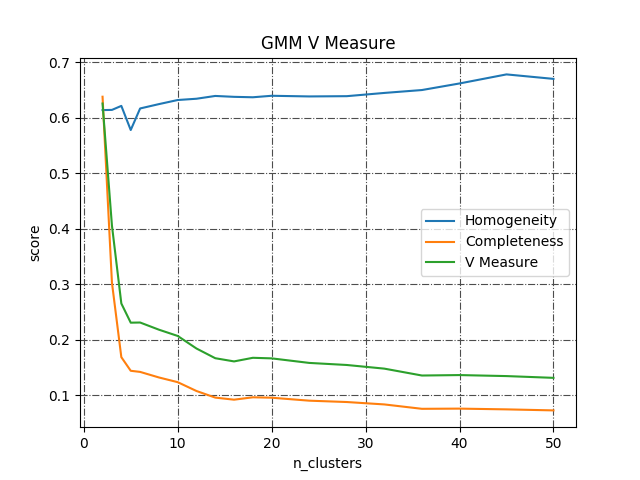 GMM V Measure
score
0.7
0.6
0.5
0.4
0.3
0.2
0.1
Homogeneity
Completeness
V Measure
0 10 20 30 40 50
n_clusters